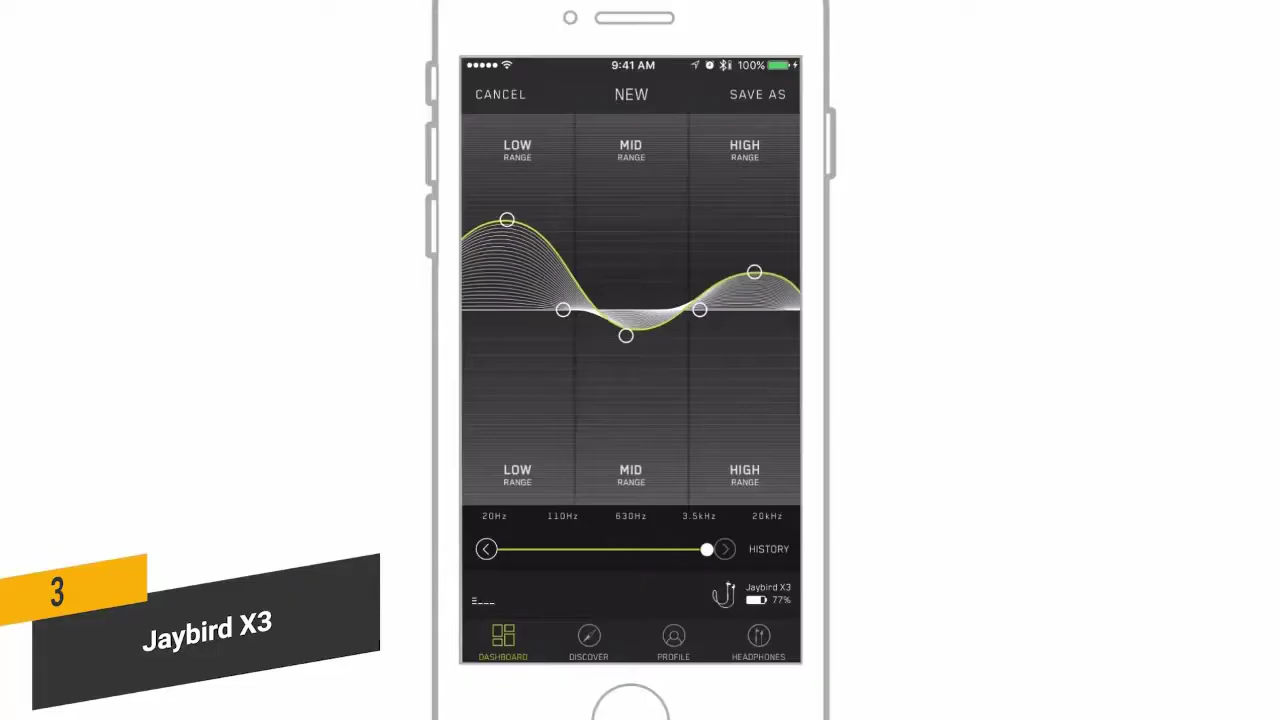 9:41 AM
100%
CANCEL
NEW
SAVE AS
LOW
RANGE
MID
RANGE
HIGH
RANGE
LOW
RANGE
MID
RANGE
HIGH
RANGE
20Hz
110Hz
630Hz
3.5kHz
20kHz
HISTORY
Jaybird X3
77%
DASHBOARD
DISCOVER
PROFILE
HEADPHONES
3
Jaybird X3